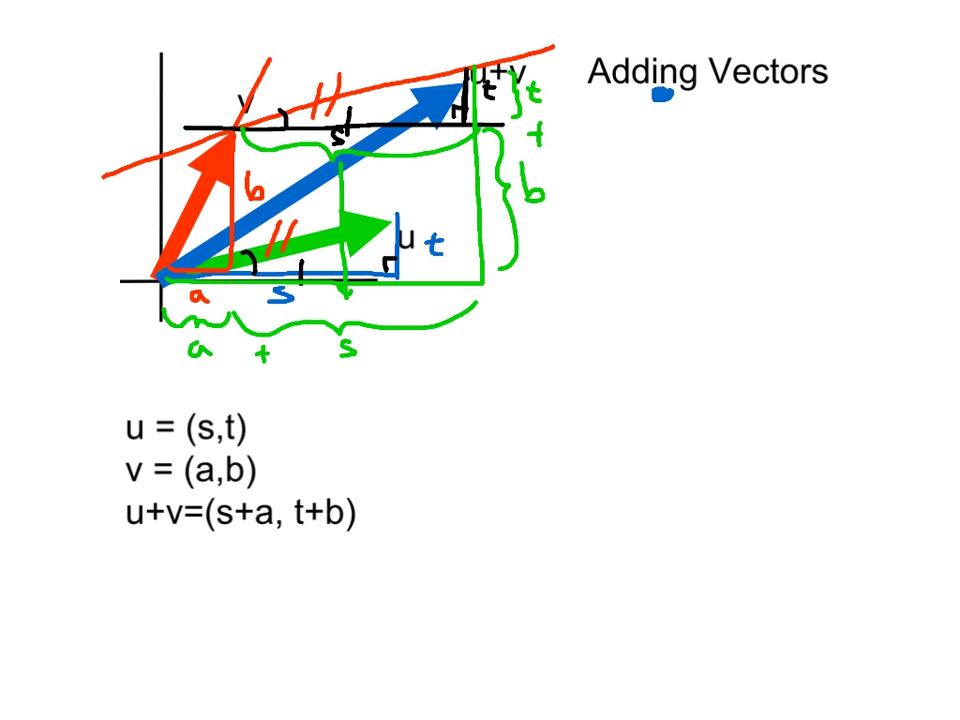 Adding Vectors
u+v
v
t
t
+
s
b
b
u
t
a
s
a + s
u = (s,t)
v = (a,b)
u+v=(s+a, t+b)